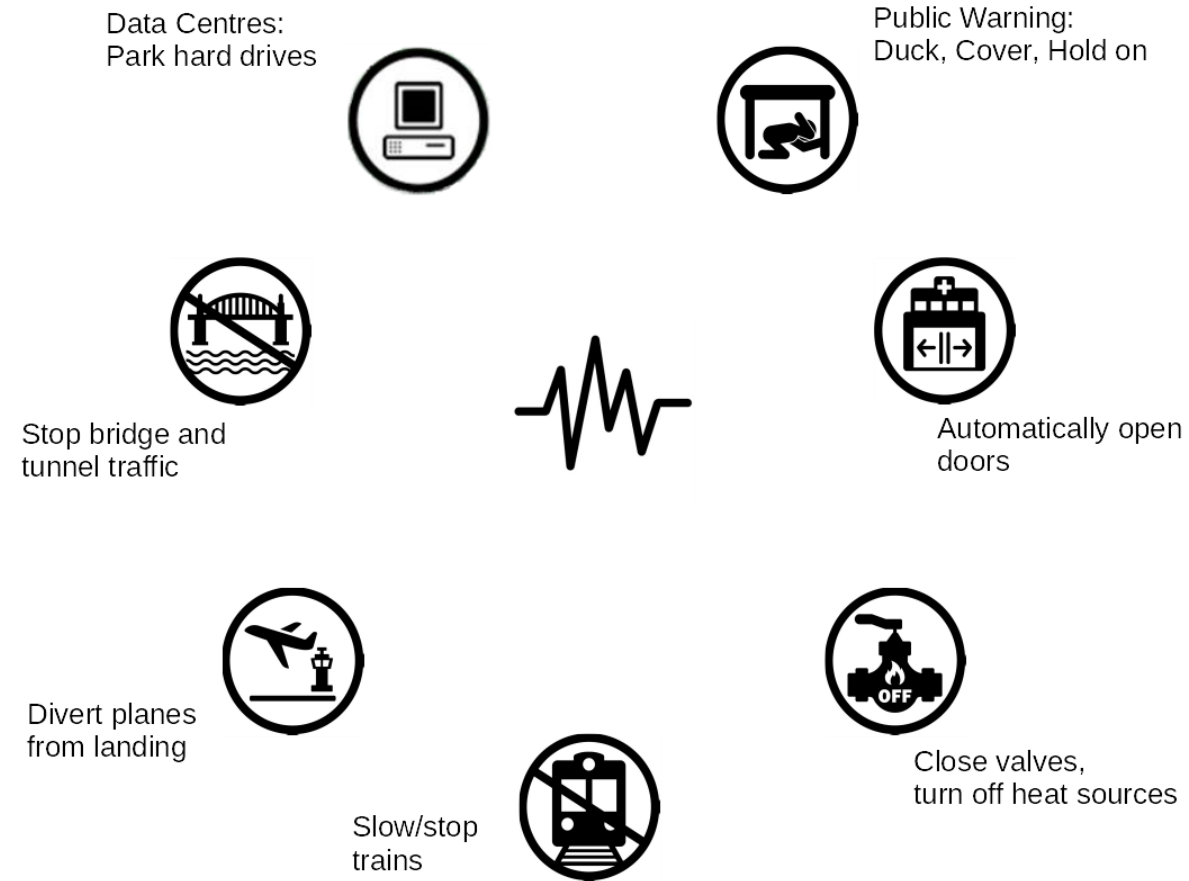 Data Centres:
Park hard drives
Public Warning:
Duck, Cover, Hold on
Stop bridge and
tunnel traffic
Automatically open
doors
Divert planes
from landing
OFF
Close valves,
turn off heat sources
Slow/stop
trains